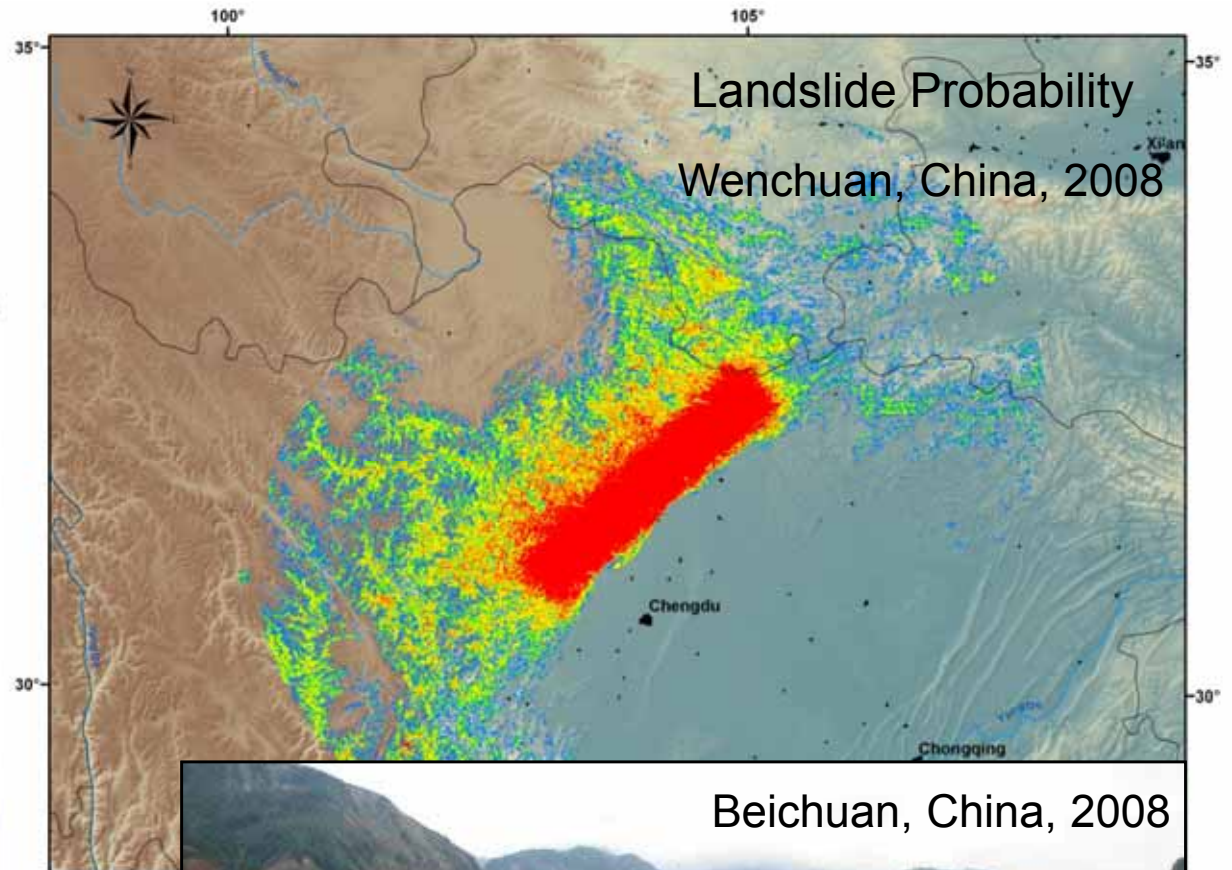 100°
105°
35°
35°
Landslide Probability
Xi'an
Wenchuan, China, 2008
Chengdu
30°
30°
Chongqing
Beichuan, China, 2008